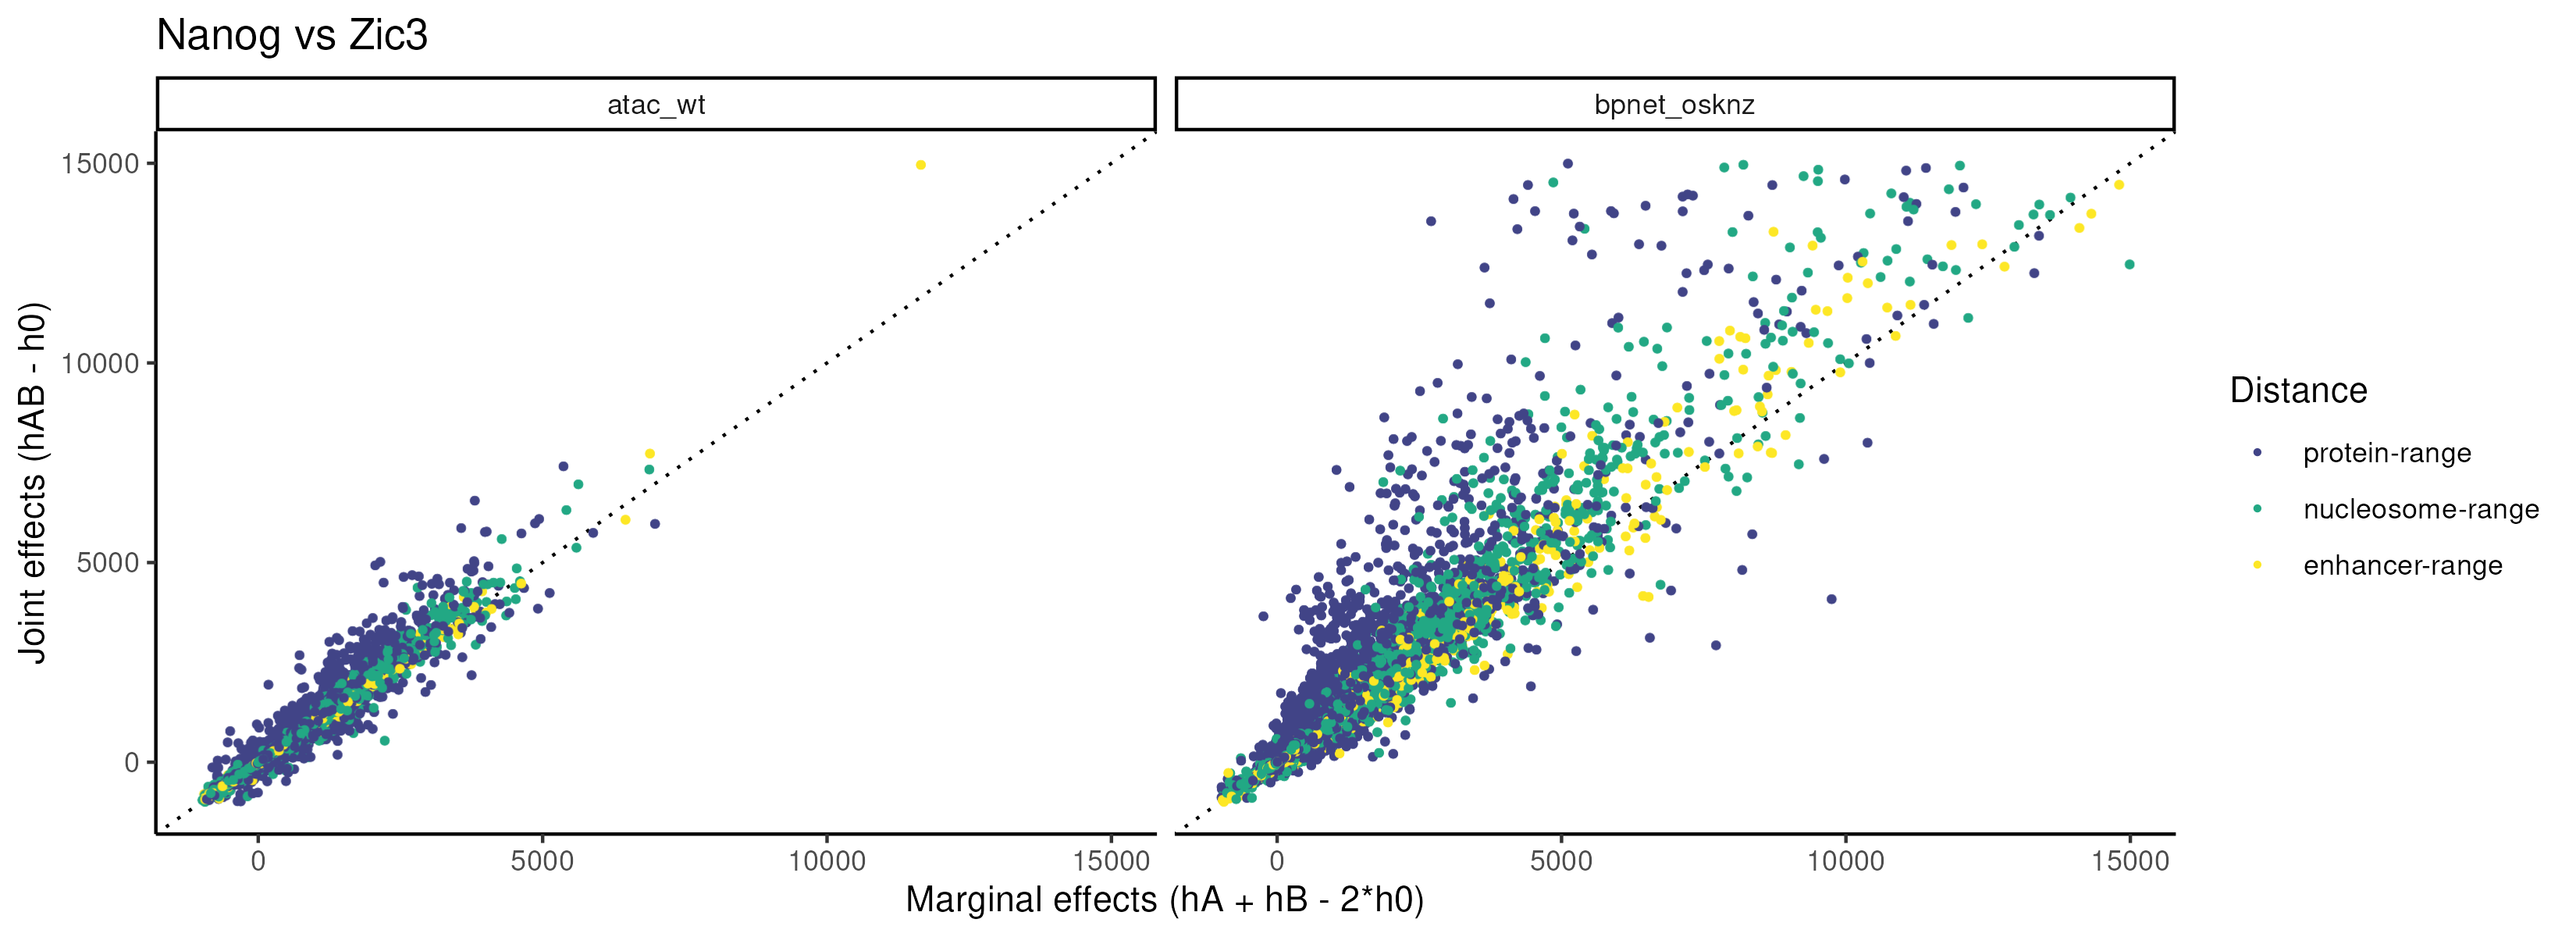 Nanog vs Zic3
atac_wt
bpnet_osknz
Joint effects (hAB - h0)
15000
10000
5000
0
0
5000
10000
15000
0
5000
10000
15000
Marginal effects (hA + hB - 2*h0)
Distance
protein-range
nucleosome-range
enhancer-range